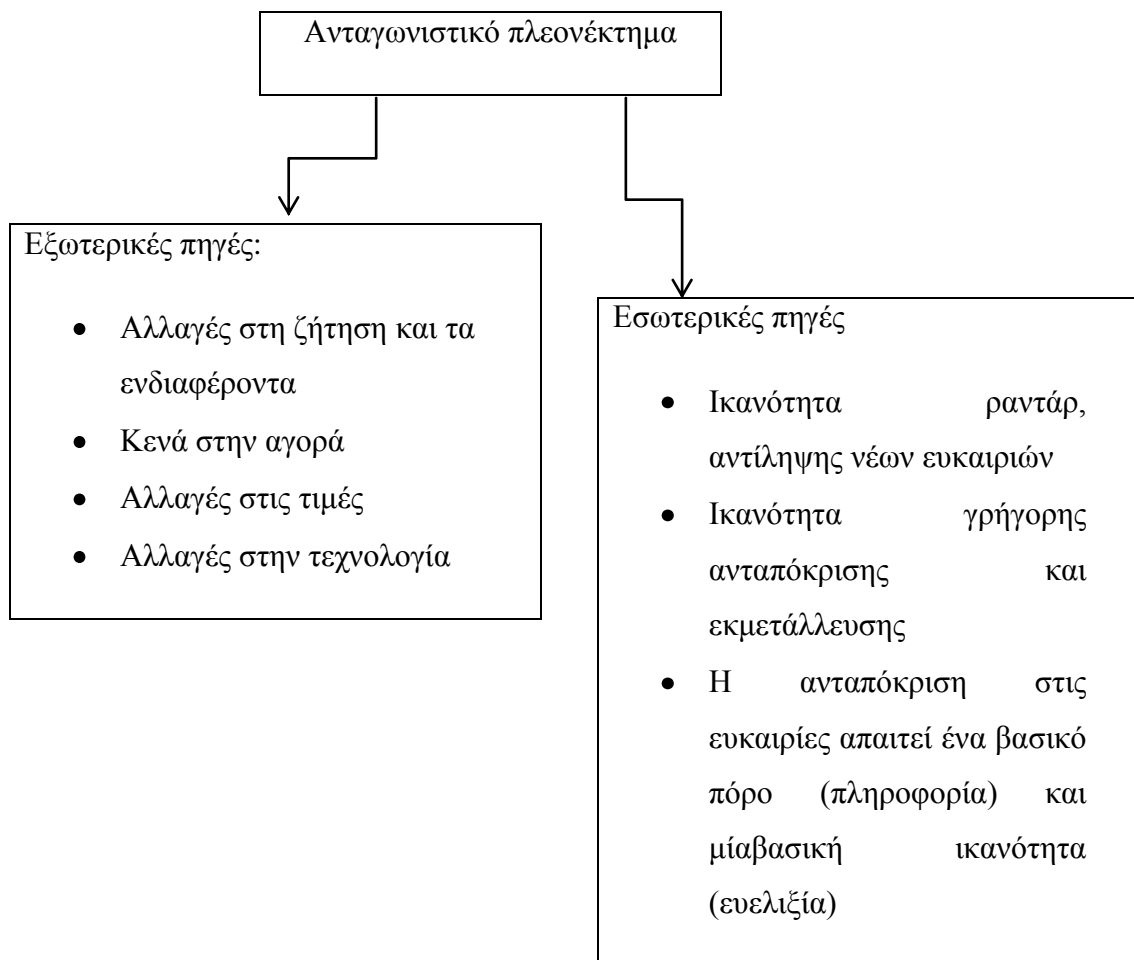 Ανταγωνιστικό πλεονέκτημα
Εξωτερικές πηγές:
• Αλλαγές στη ζήτηση και τα
ενδιαφέροντα
• Κενά στην αγορά
• Αλλαγές στις τιμές
• Αλλαγές στην τεχνολογία
Εσωτερικές πηγές
• Ικανότητα ραντάρ,
αντίληψης νέων ευκαιριών
• Ικανότητα γρήγορης
ανταπόκρισης και
εκμετάλλευσης
• Η ανταπόκριση στις
ευκαιρίες απαιτεί ένα βασικό
πόρο (πληροφορία) και
μίαβασική ικανότητα
(ευελιξία)